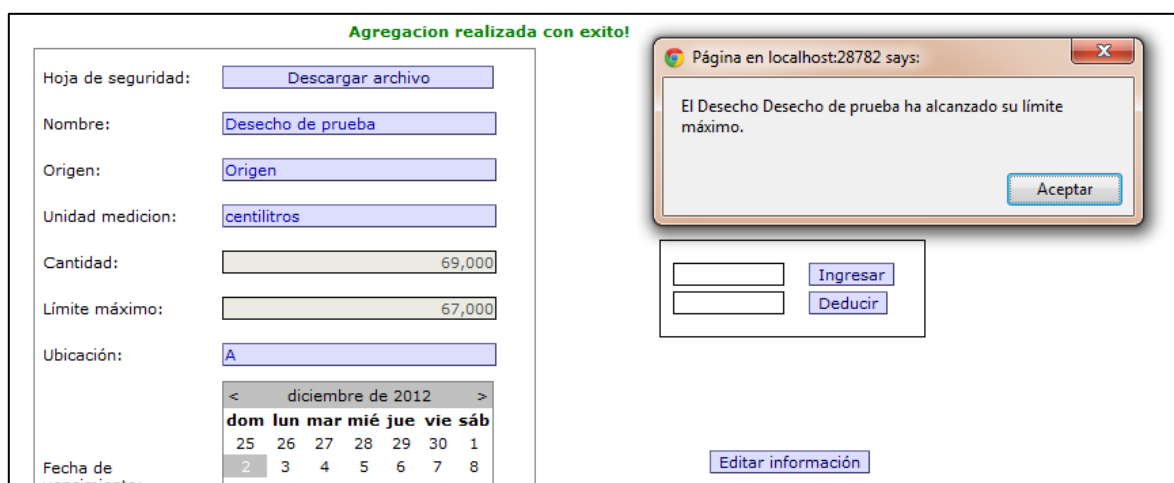 Agregacion realizada con exito!
Página en localhost:28782 says:
El Desecho Desecho de prueba ha alcanzado su límite
máximo.
Aceptar
Hoja de seguridad: Descargar archivo
Nombre: Desecho de prueba
Origen: Origen
Unidad medicion: centilitros
Cantidad: 69,000
Límite máximo: 67,000
Ubicación: A
Ingresar
Deducir
< diciembre de 2012 >
dom lun mar mié jue vie sáb
25 26 27 28 29 30 1
2 3 4 5 6 7 8
Fecha de
Editar información